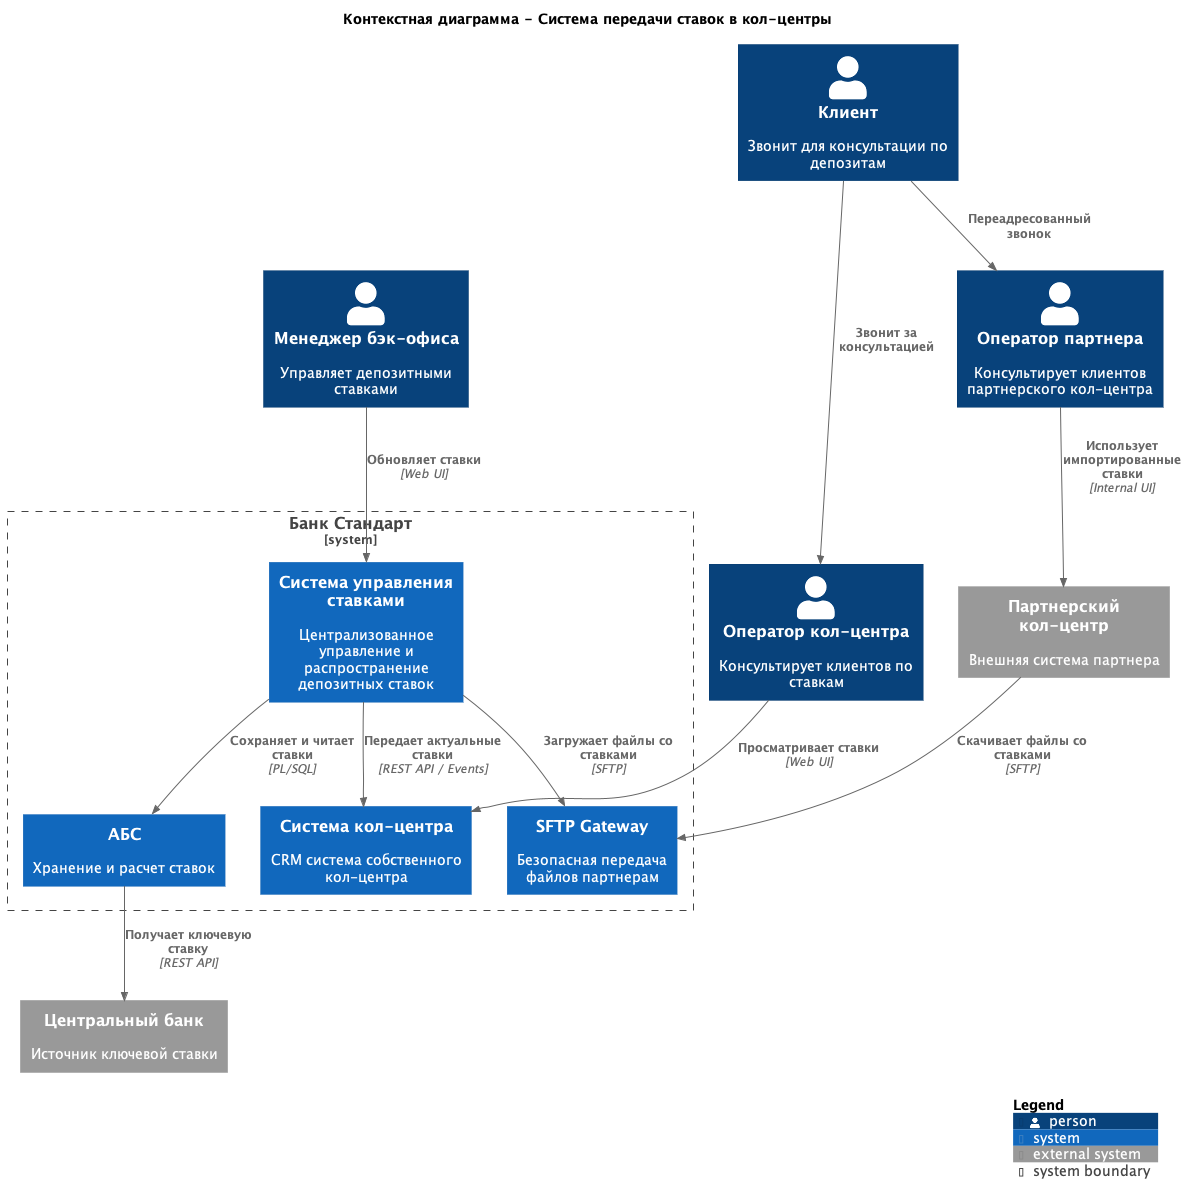 Контекстная диаграмма – Система передачи ставок в кол-центры
Клиент
Звонит для консультации по
депозитам
Переадресованный
звонок
Звонит за
консультацией
Менеджер бэк-офиса
Управляет депозитными
ставками
Оператор партнера
Консультирует клиентов
партнерского кол-центра
Обновляет ставки
[Web UI]
Использует
импортированные
ставки
[Internal UI]
Банк Стандарт
[system]
Система управления
ставками
Централизованное
управление и
распространение
депозитных ставок
Оператор кол-центра
Консультирует клиентов по
ставкам
Партнерский
кол-центр
Внешняя система партнера
Сохраняет и читает
ставки
[PL/SQL]
Передает актуальные
ставки
[REST API / Events]
Загружает файлы со
ставками
[SFTP]
Просматривает ставки
[Web UI]
Скачивает файлы со
ставками
[SFTP]
АБС
Хранение и расчет ставок
Система кол-центра
CRM система собственного
кол-центра
SFTP Gateway
Безопасная передача
файлов партнерам
Получает ключевую
ставку
[REST API]
Центральный банк
Источник ключевой ставки
Legend
person
system
external system
system boundary